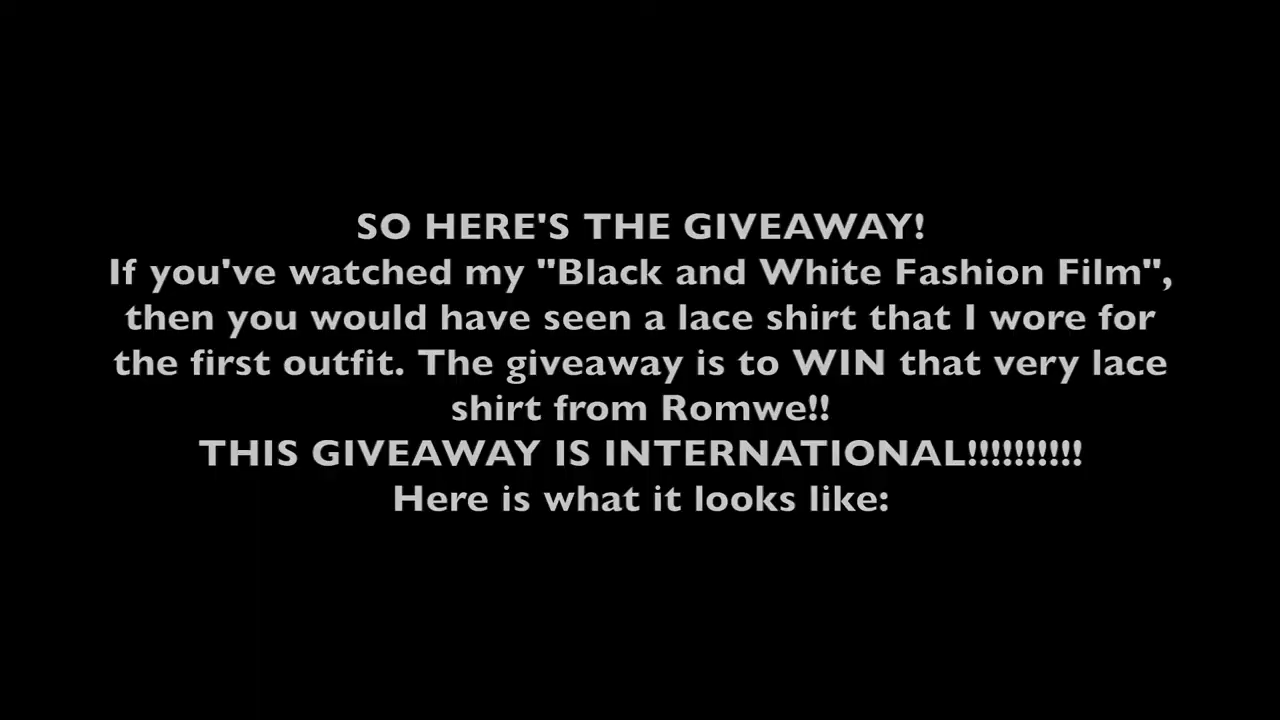 SO HERE'S THE GIVEAWAY!
If you've watched my "Black and White Fashion Film",
then you would have seen a lace shirt that I wore for
the first outfit. The giveaway is to WIN that very lace
shirt from Romwe!!
THIS GIVEAWAY IS INTERNATIONAL!!!!!!!!!!
Here is what it looks like: